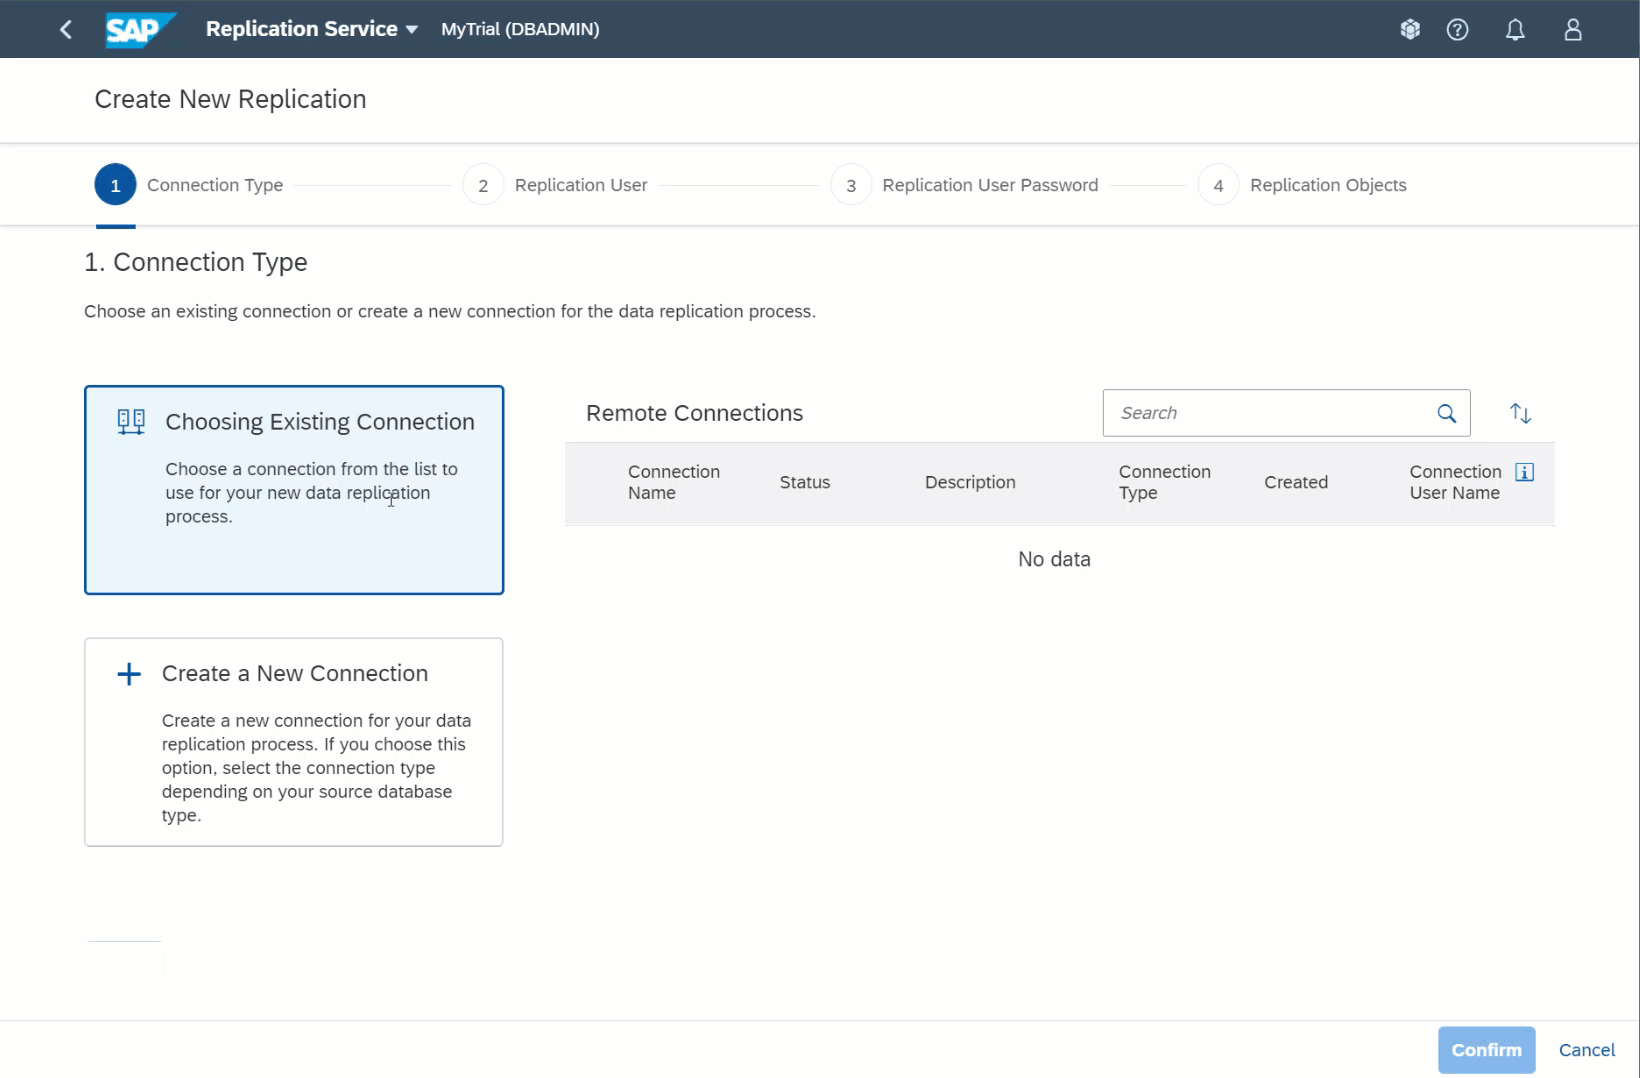 SAP Replication Service MyTrial (DBADMIN)
Create New Replication
1 Connection Type 2 Replication User 3 Replication User Password 4 Replication Objects
1. Connection Type
Choose an existing connection or create a new connection for the data replication process.
Choosing Existing Connection
Choose a connection from the list to
use for your new data replication
process.
Remote Connections
Search
Connection
Name
Status
Description
Connection
Type
Created
Connection
User Name
No data
Create a New Connection
Create a new connection for your data
replication process. If you choose this
option, select the connection type
depending on your source database
type.
Confirm Cancel